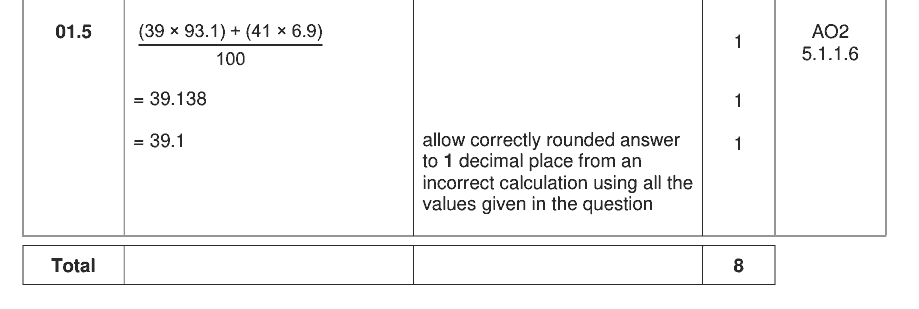 01.5
(39 × 93.1) + (41 × 6.9)
100
1
AO2
5.1.1.6
= 39.138
1
= 39.1
allow correctly rounded answer
to 1 decimal place from an
incorrect calculation using all the
values given in the question
1
Total
8